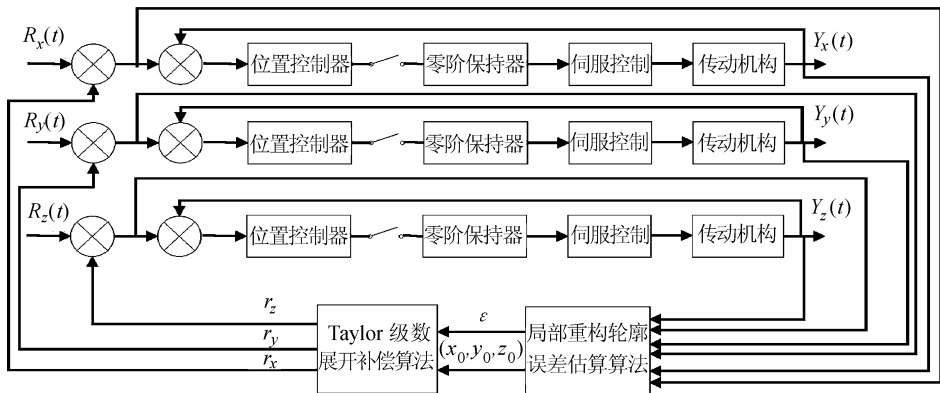 Rx(t)
位置控制器
零阶保持器
伺服控制
传动机构
Yx(t)
Ry(t)
位置控制器
零阶保持器
伺服控制
传动机构
Yy(t)
Rz(t)
位置控制器
零阶保持器
伺服控制
传动机构
Yz(t)
rz
ry
rx
Taylor 级数
展开补偿算法
ε
(x0,y0,z0)
局部重构轮廓
误差估算算法